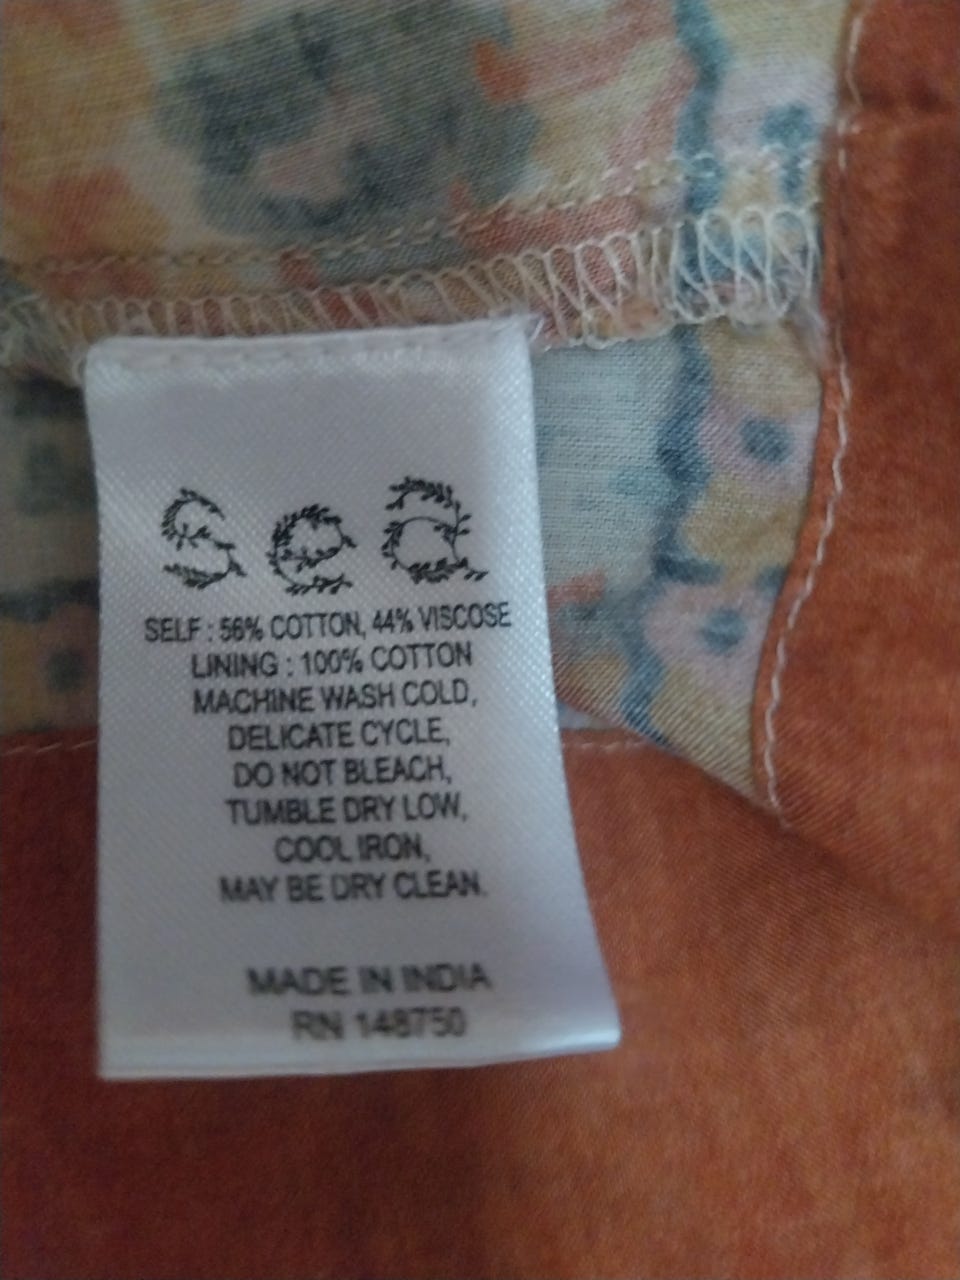 Sea
SELF : 56% COTTON, 44% VISCOSE
LINING : 100% COTTON
MACHINE WASH COLD,
DELICATE CYCLE,
DO NOT BLEACH,
TUMBLE DRY LOW,
COOL IRON,
MAY BE DRY CLEAN.
MADE IN INDIA
RN 148750